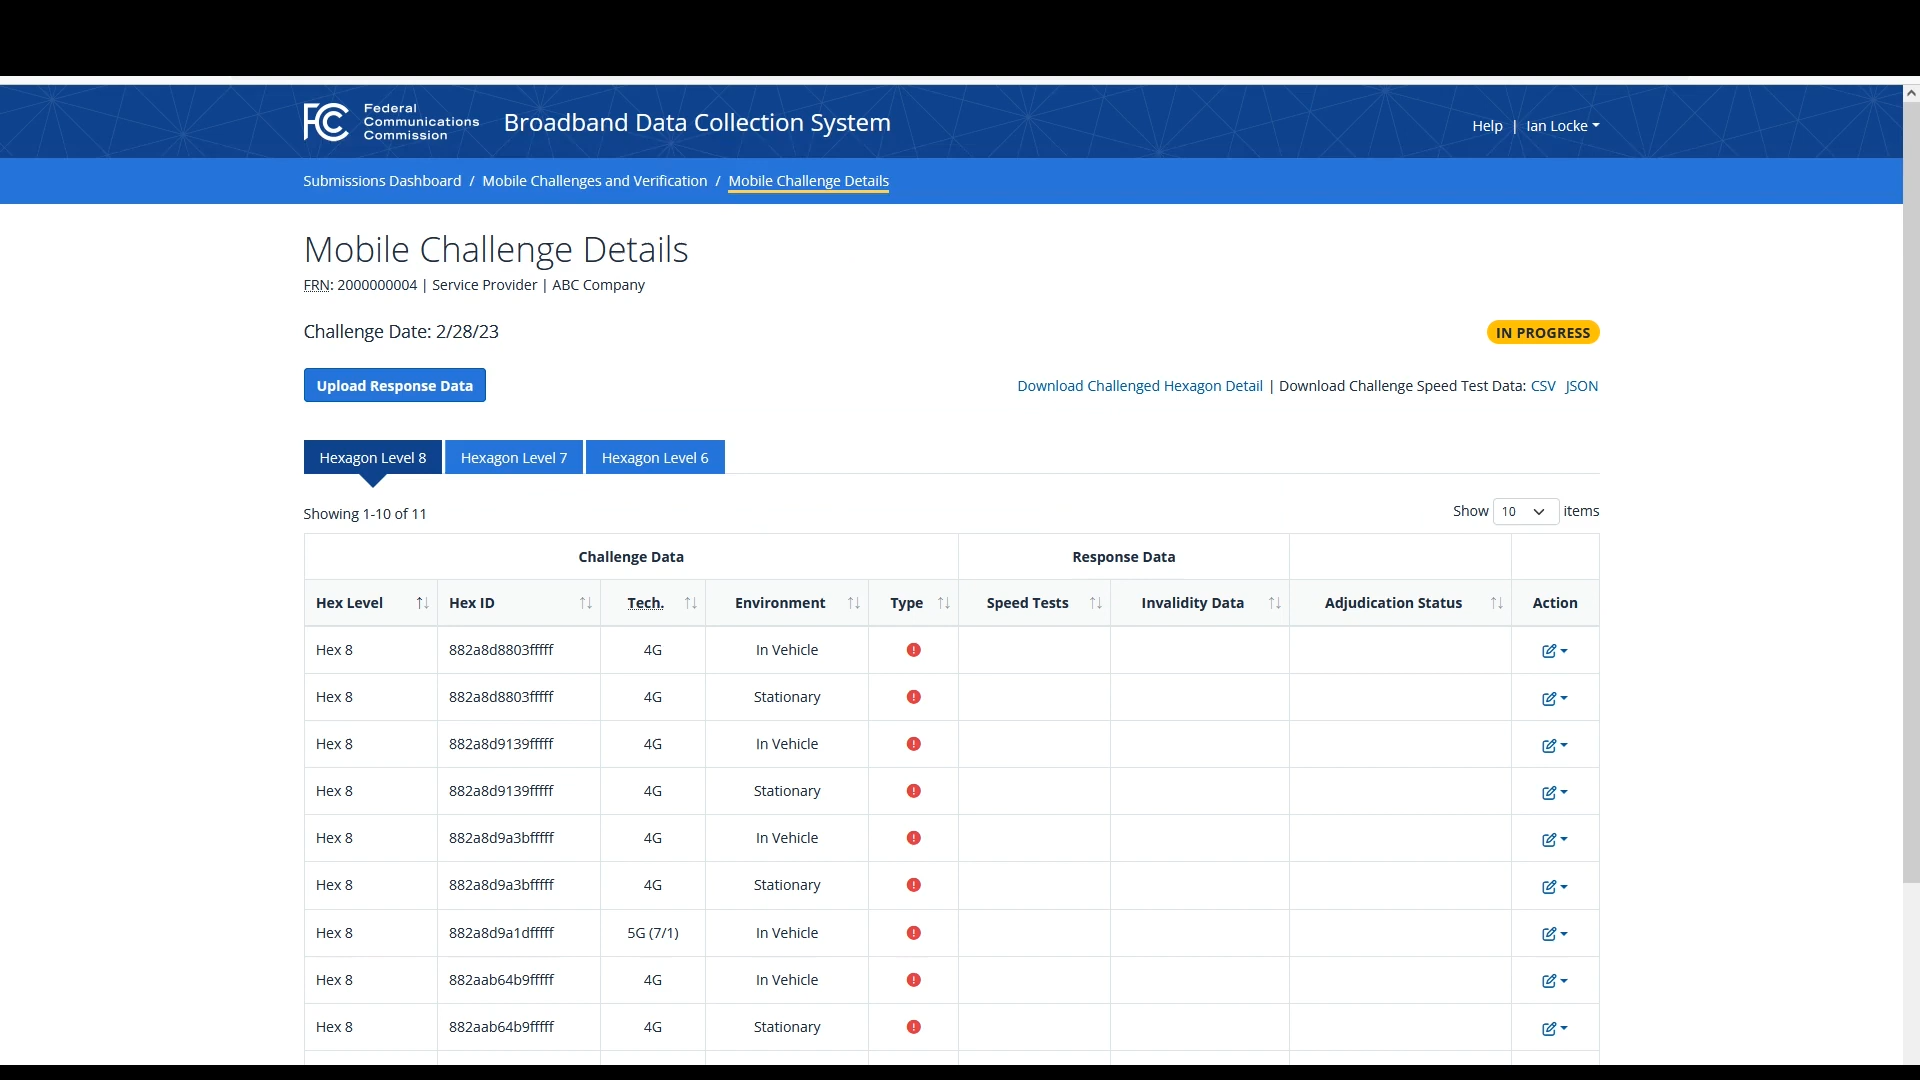 Federal
Communications
Commission
Broadband Data Collection System
Help | Ian Locke
Submissions Dashboard / Mobile Challenges and Verification / Mobile Challenge Details
Mobile Challenge Details
FRN: 2000000004 | Service Provider | ABC Company
Challenge Date: 2/28/23
IN PROGRESS
Upload Response Data
Download Challenged Hexagon Detail | Download Challenge Speed Test Data: CSV JSON
Hexagon Level 8 Hexagon Level 7 Hexagon Level 6
Showing 1-10 of 11
Show 10 items
Challenge Data Response Data
Hex Level Hex ID Tech. Environment Type Speed Tests Invalidity Data Adjudication Status Action
Hex 8 882a8d8803fffff 4G In Vehicle
Hex 8 882a8d8803fffff 4G Stationary
Hex 8 882a8d9139fffff 4G In Vehicle
Hex 8 882a8d9139fffff 4G Stationary
Hex 8 882a8d9a3bfffff 4G In Vehicle
Hex 8 882a8d9a3bfffff 4G Stationary
Hex 8 882a8d9a1dfffff 5G (7/1) In Vehicle
Hex 8 882aab64b9fffff 4G In Vehicle
Hex 8 882aab64b9fffff 4G Stationary